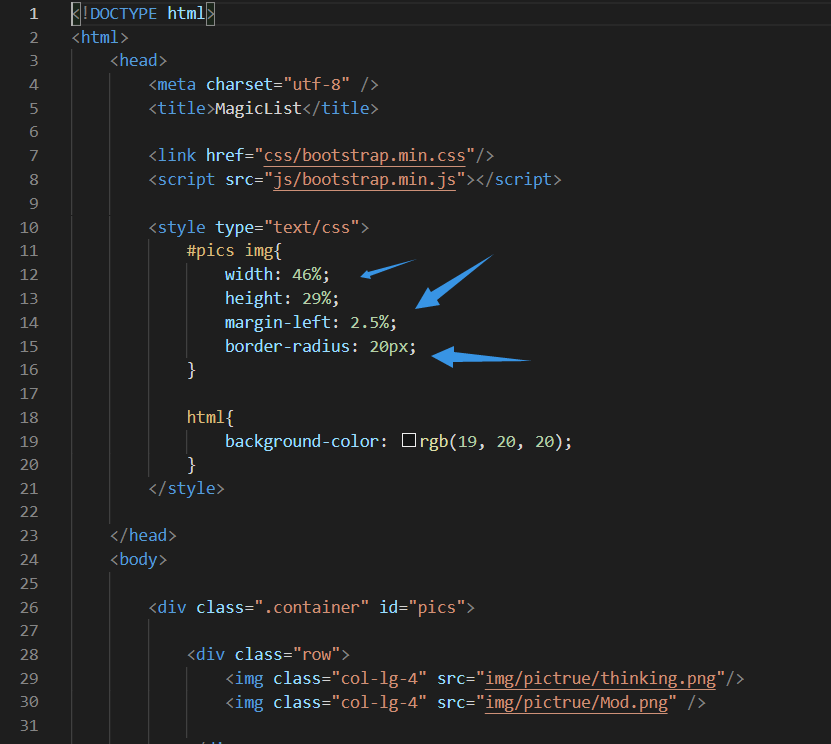 1 <!DOCTYPE html>
2 <html>
3 <head>
4 <meta charset="utf-8" />
5 <title>MagicList</title>
6
7 <link href="css/bootstrap.min.css"/>
8 <script src="js/bootstrap.min.js"></script>
9
10 <style type="text/css">
11 #pics img{
12 width: 46%;
13 height: 29%;
14 margin-left: 2.5%;
15 border-radius: 20px;
16 }
17
18 html{
19 background-color: rgb(19, 20, 20);
20 }
21 </style>
22
23 </head>
24 <body>
25
26 <div class=".container" id="pics">
27
28 <div class="row">
29 <img class="col-lg-4" src="img/pictrue/thinking.png"/>
30 <img class="col-lg-4" src="img/pictrue/Mod.png" />
31